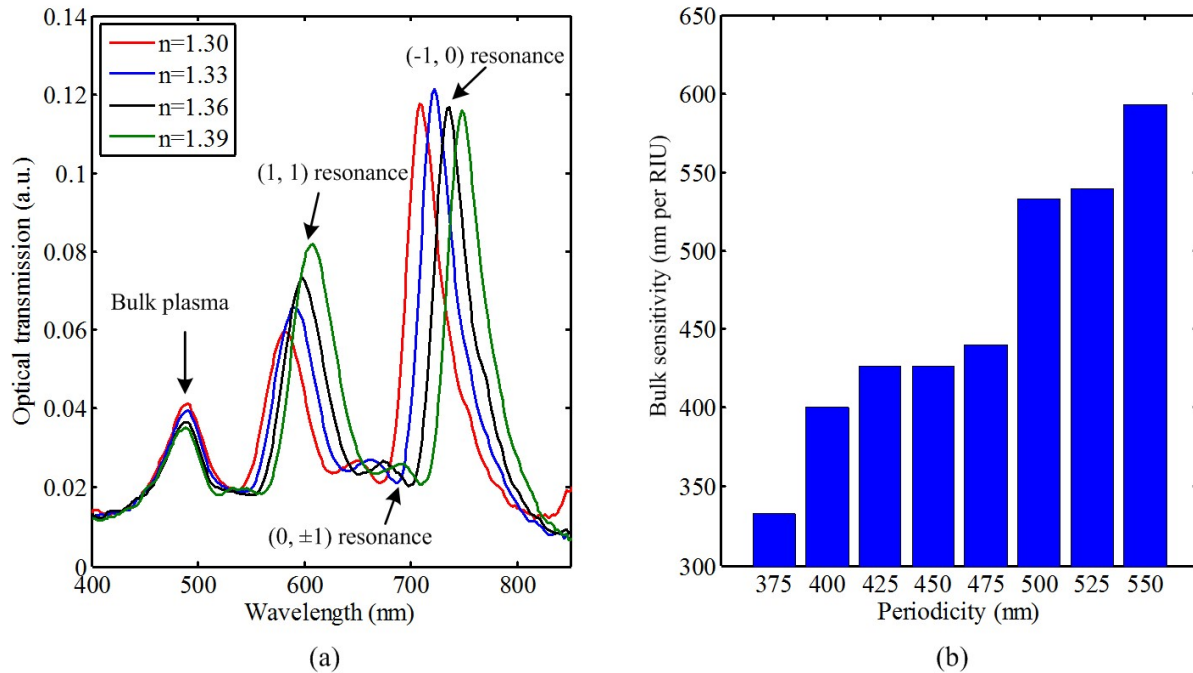 0.14
0.12
0.1
0.08
0.06
0.04
0.02
0
Optical transmission (a.u.)
n=1.30
n=1.33
n=1.36
n=1.39
(-1, 0) resonance
(1, 1) resonance
Bulk plasma
(0, ±1) resonance
400 500 600 700 800
Wavelength (nm)
(a)
650
600
550
500
450
400
350
300
Bulk sensitivity (nm per RIU)
375 400 425 450 475 500 525 550
Periodicity (nm)
(b)